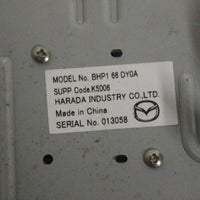 MODEL No. BHP1 66 DY0A
SUPP Code.K5006
HARADA INDUSTRY CO.,LTD
Made in China
SERIAL No. 013058